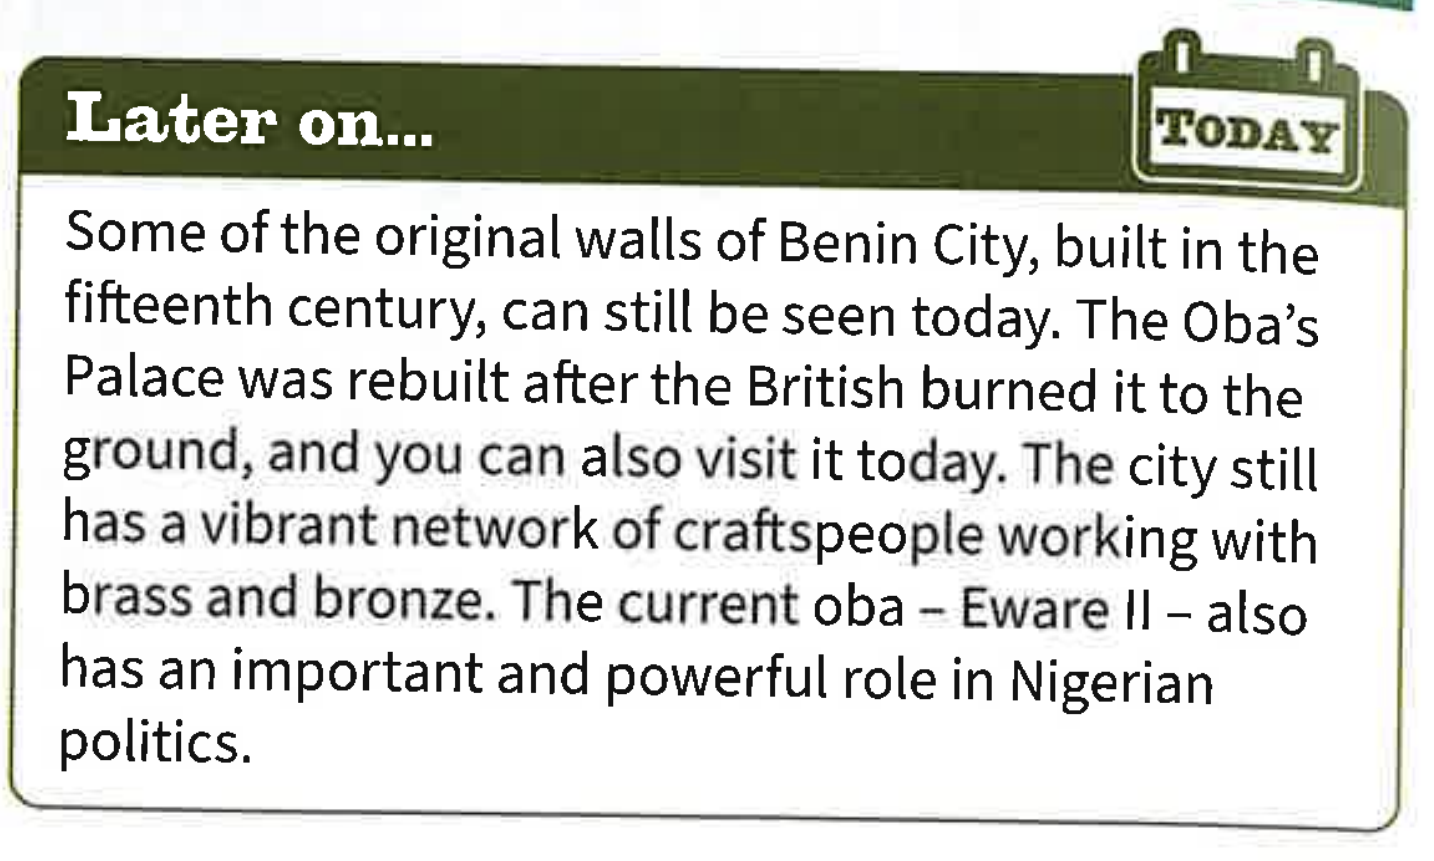 Later on...
TODAY
Some of the original walls of Benin City, built in the
fifteenth century, can still be seen today. The Oba's
Palace was rebuilt after the British burned it to the
ground, and you can also visit it today. The city still
has a vibrant network of craftspeople working with
brass and bronze. The current oba – Eware II – also
has an important and powerful role in Nigerian
politics.